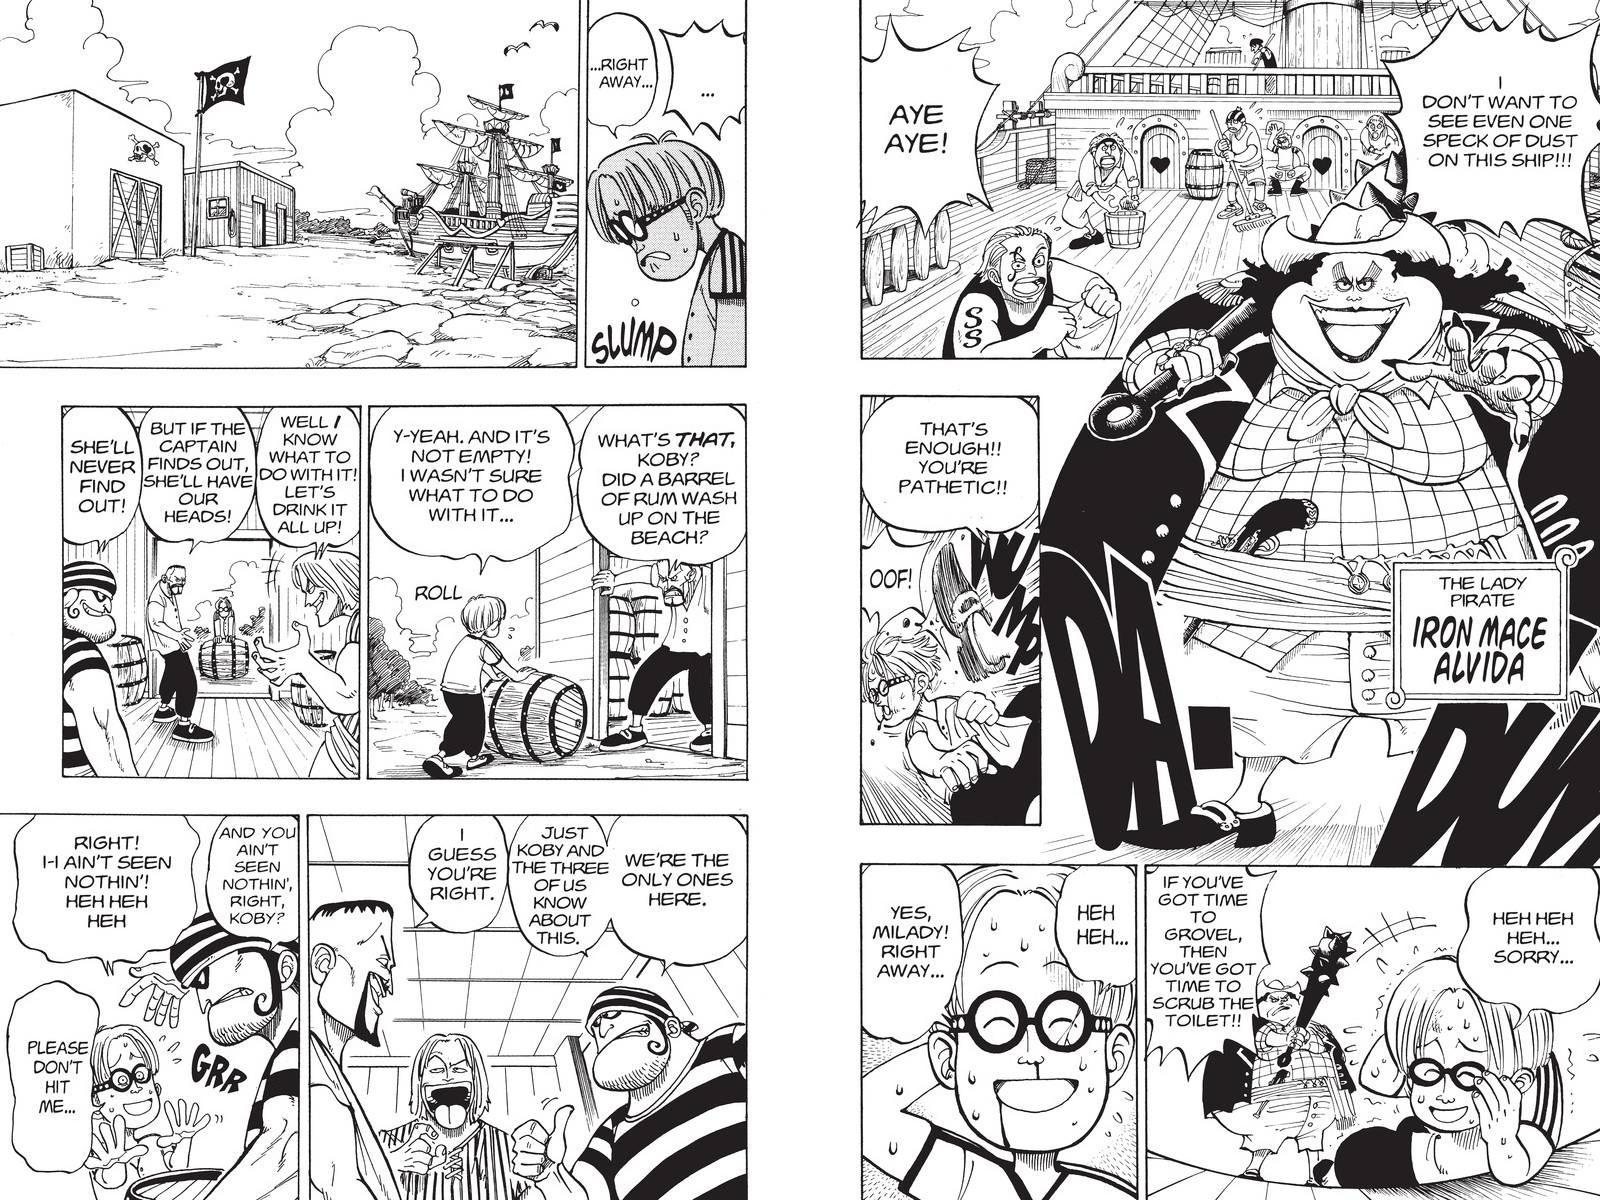 I
DON'T WANT TO
SEE EVEN ONE
SPECK OF DUST
ON THIS SHIP!!!
AYE
AYE!
SS
THE LADY
PIRATE
IRON MACE
ALVIDA
DA-
THAT'S
ENOUGH!!
YOU'RE
PATHETIC!!
WUMP
OOF!
HEH HEH
HEH...
SORRY...
IF YOU'VE
GOT TIME
TO
GROVEL,
THEN
YOU'VE GOT
TIME TO
SCRUB THE
TOILET!!
HEH
HEH...
YES,
MILADY!
RIGHT
AWAY...
...
...RIGHT
AWAY...
SLUMP
WHAT'S THAT,
KOBY?
DID A BARREL
OF RUM WASH
UP ON THE
BEACH?
Y-YEAH. AND IT'S
NOT EMPTY!
I WASN'T SURE
WHAT TO DO
WITH IT...
ROLL
WELL I
KNOW
WHAT TO
DO WITH IT!
LET'S
DRINK IT
ALL UP!
BUT IF THE
CAPTAIN
FINDS OUT,
SHE'LL HAVE
OUR
HEADS!
SHE'LL
NEVER
FIND
OUT!
WE'RE THE
ONLY ONES
HERE.
JUST
KOBY AND
THE THREE
OF US
KNOW
ABOUT
THIS.
I
GUESS
YOU'RE
RIGHT.
AND YOU
AIN'T
SEEN
NOTHIN',
RIGHT,
KOBY?
RIGHT!
I-I AIN'T SEEN
NOTHIN'!
HEH HEH
HEH
GRR
PLEASE
DON'T
HIT
ME...